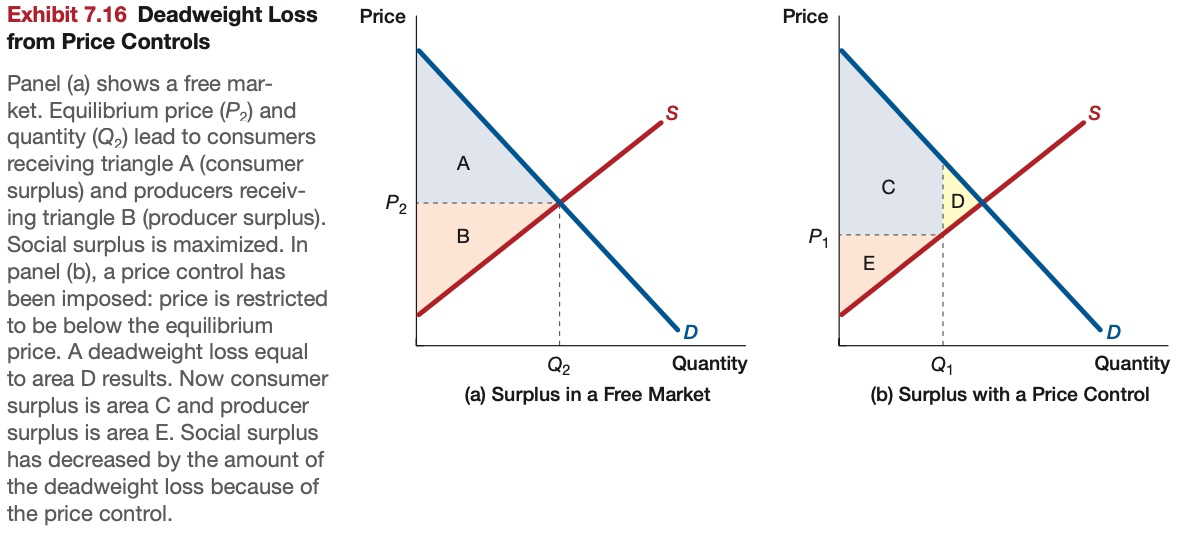 Exhibit 7.16 Deadweight Loss
from Price Controls
Panel (a) shows a free mar-
ket. Equilibrium price (P₂) and
quantity (Q₂) lead to consumers
receiving triangle A (consumer
surplus) and producers receiv-
ing triangle B (producer surplus).
Social surplus is maximized. In
panel (b), a price control has
been imposed: price is restricted
to be below the equilibrium
price. A deadweight loss equal
to area D results. Now consumer
surplus is area C and producer
surplus is area E. Social surplus
has decreased by the amount of
the deadweight loss because of
the price control.
Price
S
A
P₂
B
D
Q₂
Quantity
(a) Surplus in a Free Market
Price
S
C
D
P₁
E
D
Q₁
Quantity
(b) Surplus with a Price Control